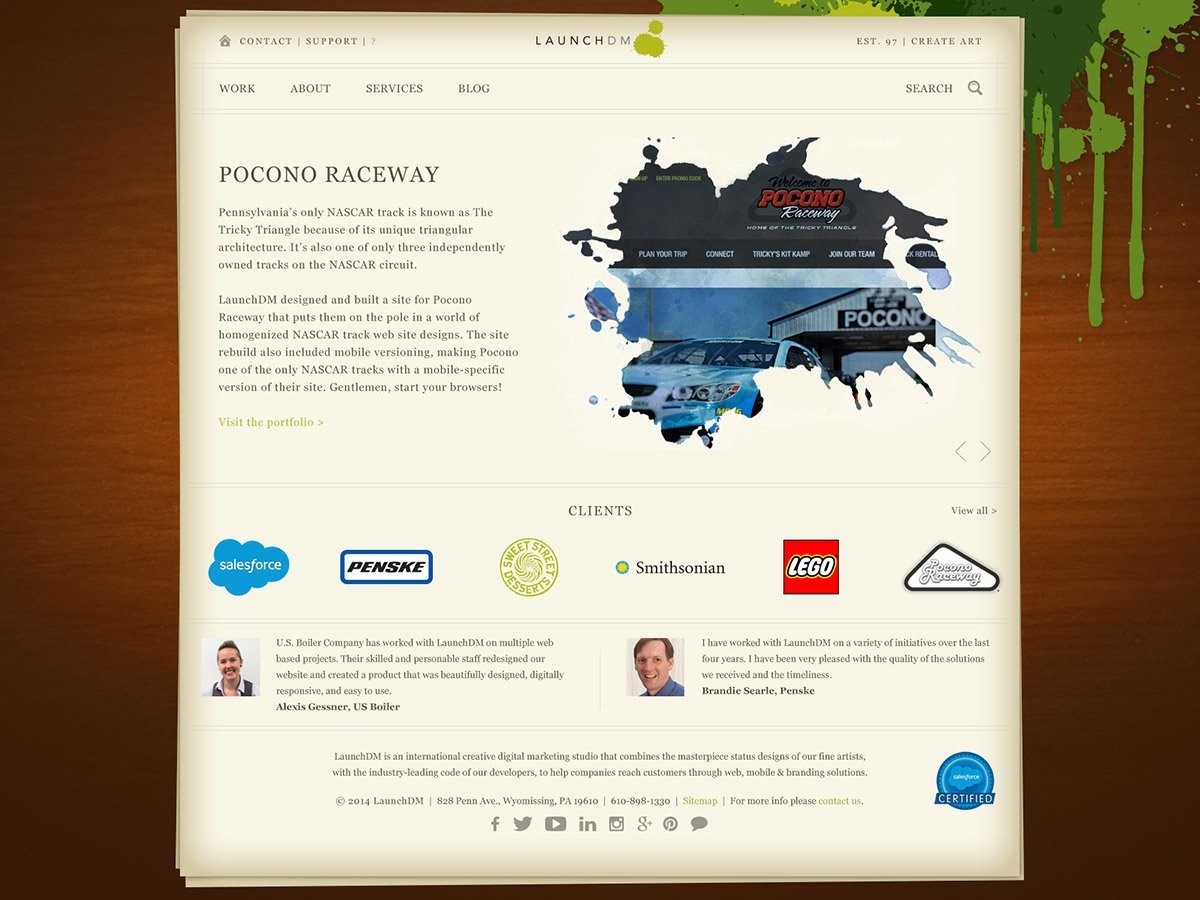 CONTACT | SUPPORT | ?
LAUNCHDM
EST. 97 | CREATE ART
WORK ABOUT SERVICES BLOG
SEARCH
POCONO RACEWAY
Pennsylvania's only NASCAR track is known as The
Tricky Triangle because of its unique triangular
architecture. It's also one of only three independently
owned tracks on the NASCAR circuit.
LaunchDM designed and built a site for Pocono
Raceway that puts them on the pole in a world of
homogenized NASCAR track web site designs. The site
rebuild also included mobile versioning, making Pocono
one of the only NASCAR tracks with a mobile-specific
version of their site. Gentlemen, start your browsers!
Visit the portfolio >
UP ENTER PROMO CODE
Welcome to
POCONO
Raceway
HOME OF THE TRICKY TRIANGLE
PLAN YOUR TRIP CONNECT TRICKY'S KIT KAMP JOIN OUR TEAM CK RENTAL
POCONO
CLIENTS
View all >
salesforce
PENSKE
SWEET STREET
DESSERTS
Smithsonian
LEGO
Pocono
Raceway
U.S. Boiler Company has worked with LaunchDM on multiple web
based projects. Their skilled and personable staff redesigned our
website and created a product that was beautifully designed, digitally
responsive, and easy to use.
Alexis Gessner, US Boiler
I have worked with LaunchDM on a variety of initiatives over the last
four years. I have been very pleased with the quality of the solutions
we received and the timeliness.
Brandie Searle, Penske
LaunchDM is an international creative digital marketing studio that combines the masterpiece status designs of our fine artists,
with the industry-leading code of our developers, to help companies reach customers through web, mobile & branding solutions.
© 2014 LaunchDM | 828 Penn Ave., Wyomissing, PA 19610 | 610-898-1330 | Sitemap | For more info please contact us.
salesforce
CERTIFIED